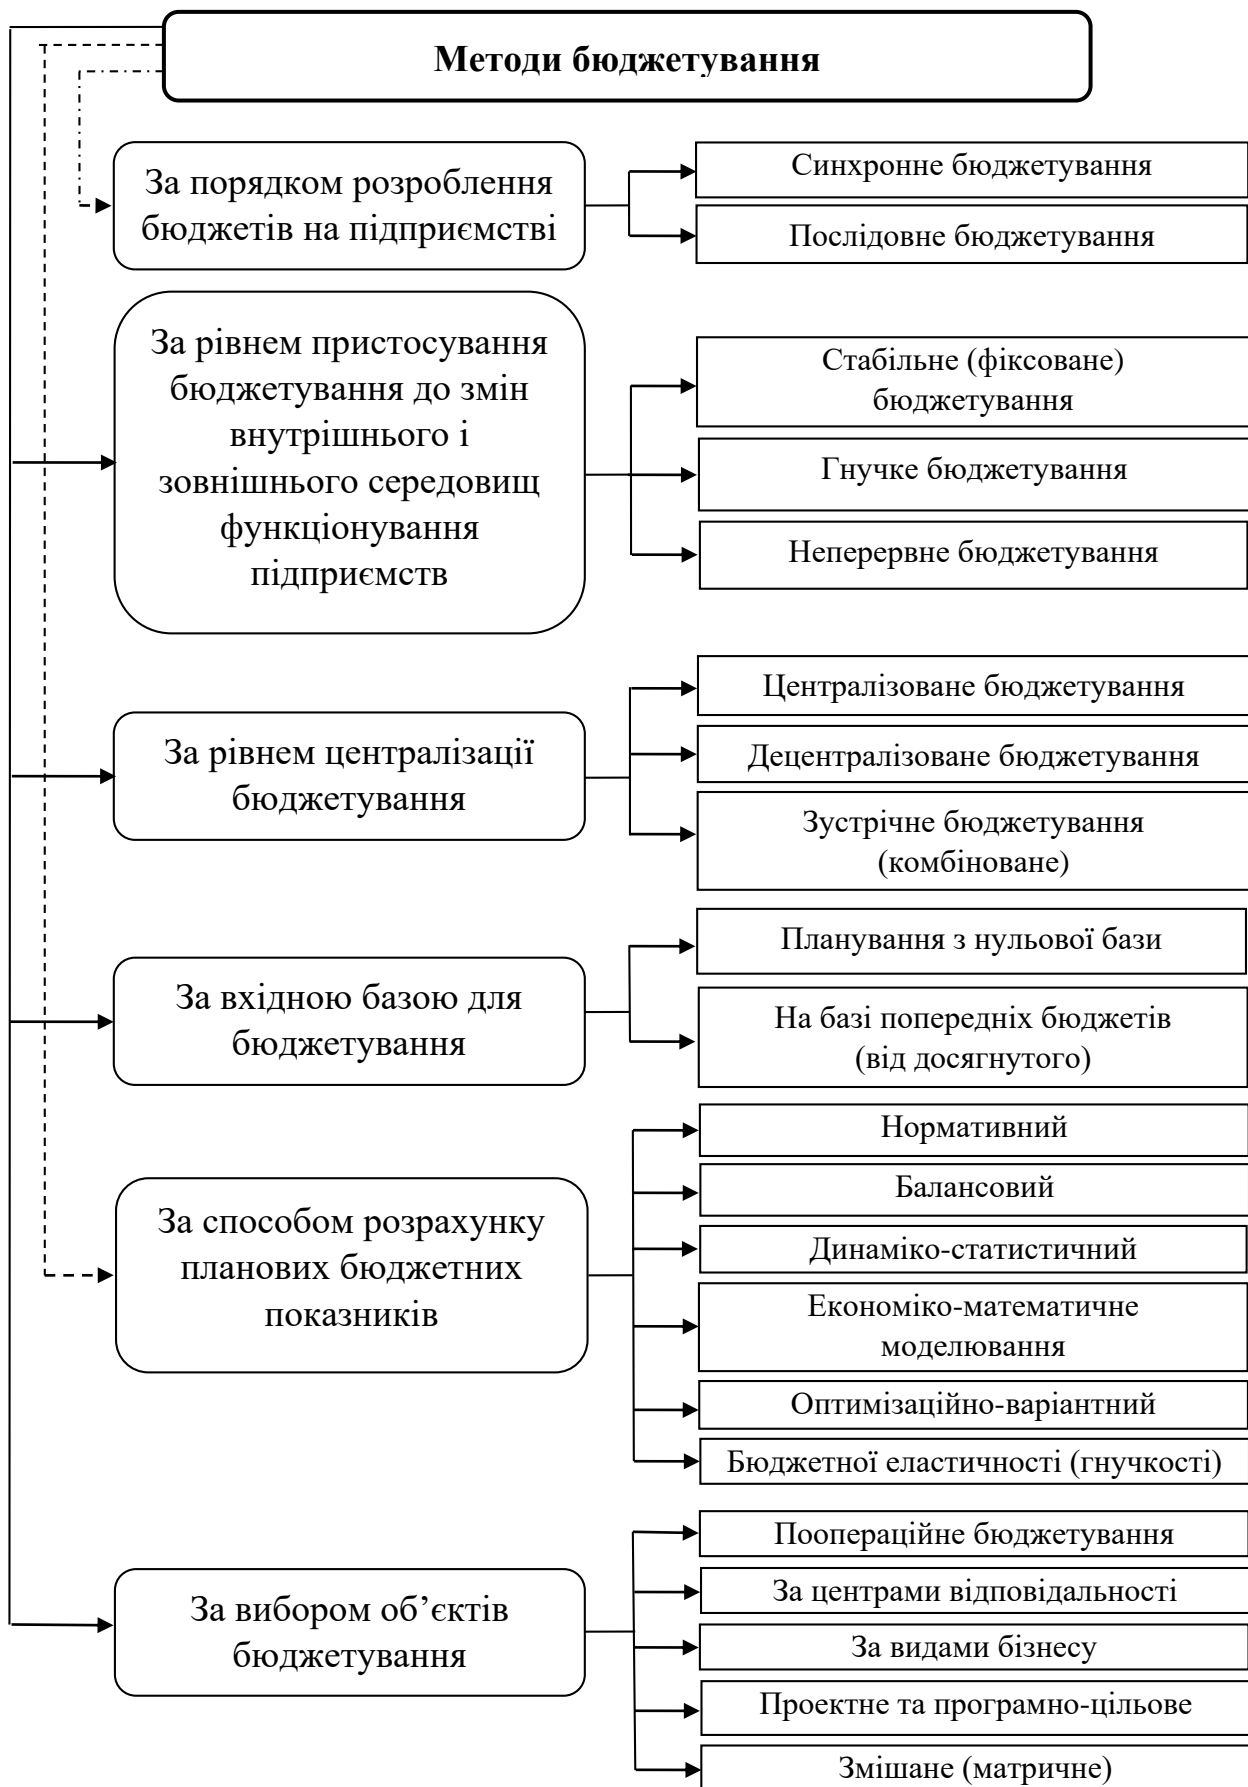 Методи бюджетування
За порядком розроблення
бюджетів на підприємстві
Синхронне бюджетування
Послідовне бюджетування
За рівнем пристосування
бюджетування до змін
внутрішнього і
зовнішнього середовищ
функціонування
підприємств
Стабільне (фіксоване)
бюджетування
Гнучке бюджетування
Неперервне бюджетування
За рівнем централізації
бюджетування
Централізоване бюджетування
Децентралізоване бюджетування
Зустрічне бюджетування
(комбіноване)
За вхідною базою для
бюджетування
Планування з нульової бази
На базі попередніх бюджетів
(від досягнутого)
За способом розрахунку
планових бюджетних
показників
Нормативний
Балансовий
Динаміко-статистичний
Економіко-математичне
моделювання
Оптимізаційно-варіантний
Бюджетної еластичності (гнучкості)
За вибором об’єктів
бюджетування
Поопераційне бюджетування
За центрами відповідальності
За видами бізнесу
Проектне та програмно-цільове
Змішане (матричне)